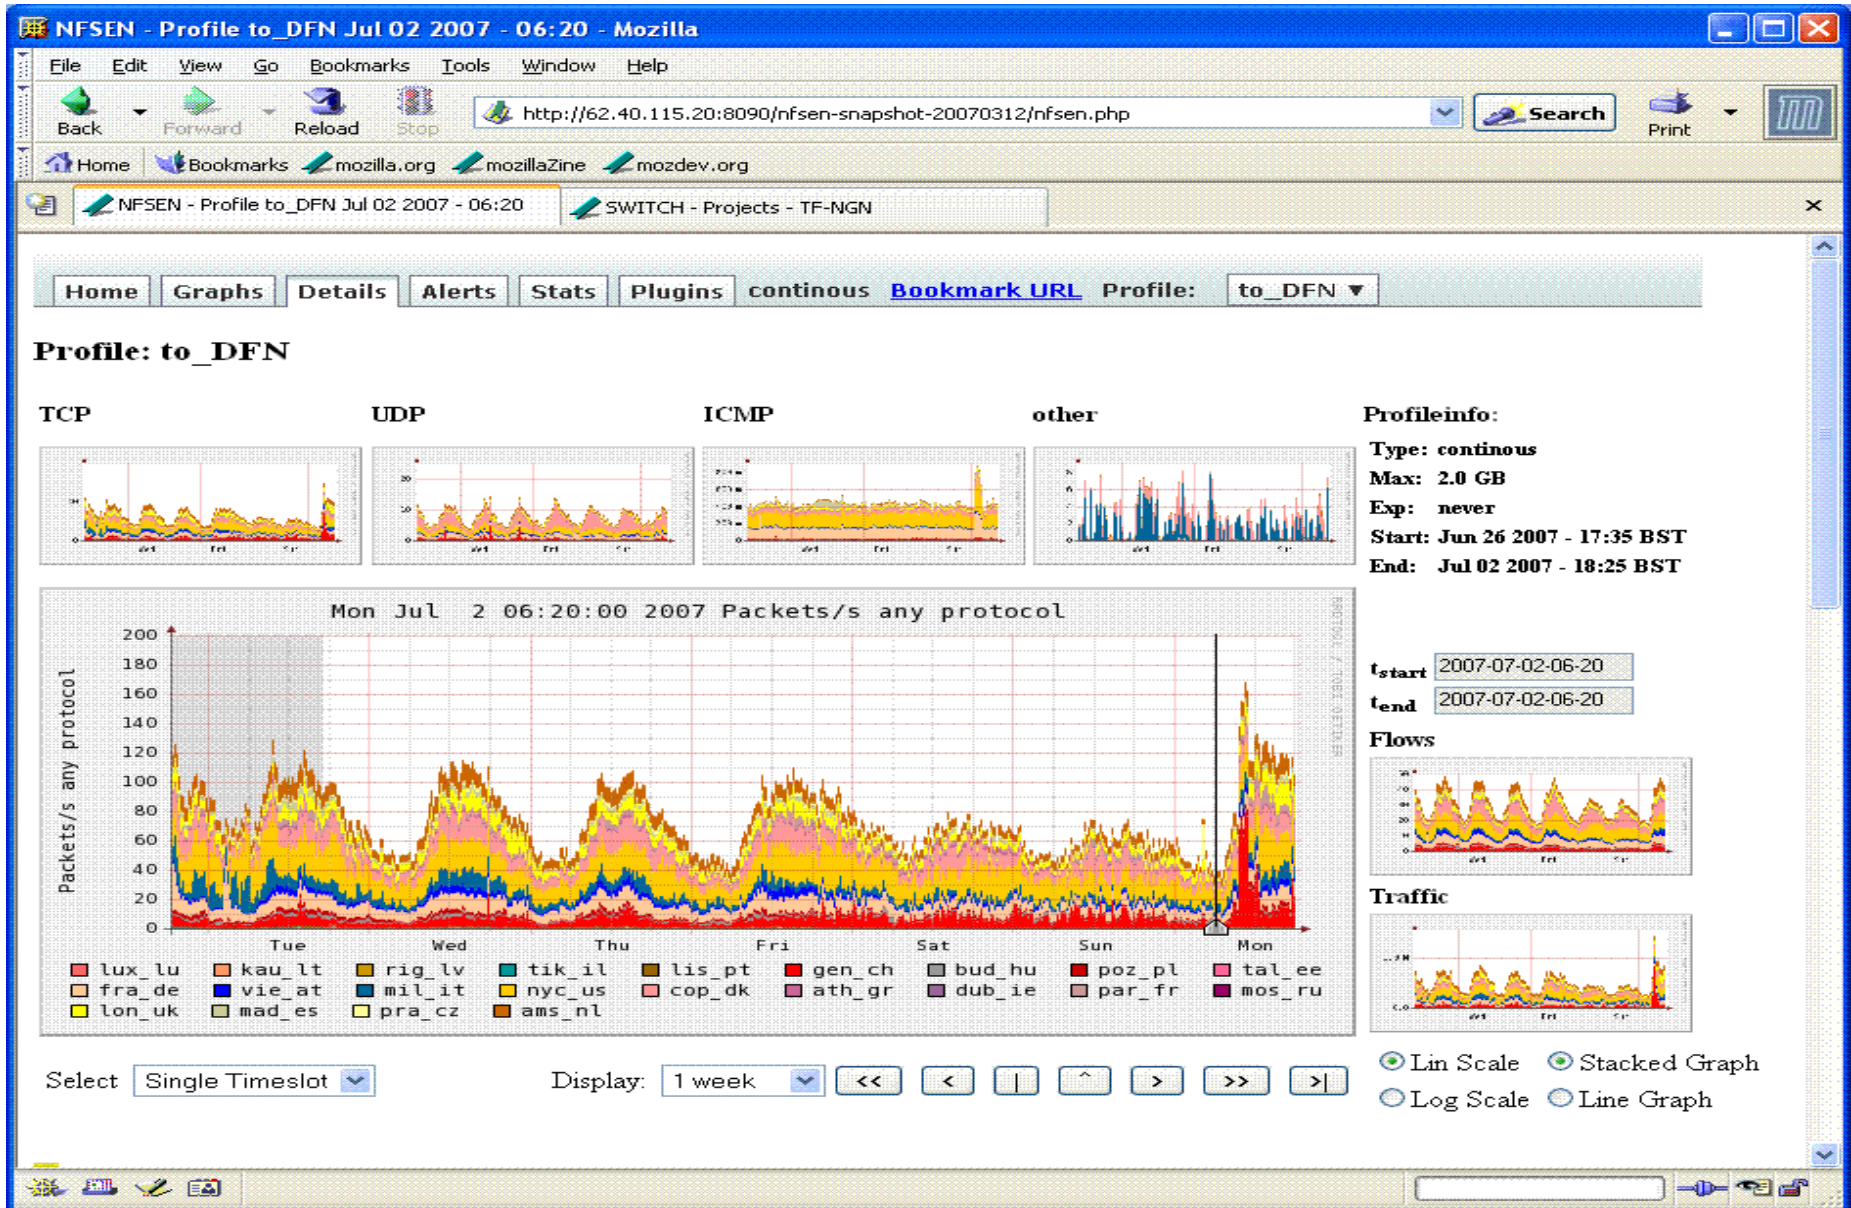 NFSEN - Profile to_DFN Jul 02 2007 - 06:20 - Mozilla
File Edit View Go Bookmarks Tools Window Help
Back Forward Reload Stop http://62.40.115.20:8090/nfsen-snapshot-20070312/nfsen.php Search Print
Home Bookmarks mozilla.org mozillaZine mozdev.org
NFSEN - Profile to_DFN Jul 02 2007 - 06:20 SWITCH - Projects - TF-NGN
Home Graphs Details Alerts Stats Plugins continous Bookmark URL Profile: to_DFN
Profile: to_DFN
TCP UDP ICMP other Profileinfo:
Type: continous
Max: 2.0 GB
Exp: never
Start: Jun 26 2007 - 17:35 BST
End: Jul 02 2007 - 18:25 BST
Mon Jul 2 06:20:00 2007 Packets/s any protocol
Packets/s any protocol
200
180
160
140
120
100
80
60
40
20
0
Tue Wed Thu Fri Sat Sun Mon
lux_lu kau_lt rig_lv tik_il lis_pt gen_ch bud_hu poz_pl tal_ee
fra_de vie_at mil_it nyc_us cop_dk ath_gr dub_ie par_fr mos_ru
lon_uk mad_es pra_cz ams_nl
RRDTOOL / TOBI OETIKER
tstart 2007-07-02-06-20
tend 2007-07-02-06-20
Flows
Traffic
Select Single Timeslot Display: 1 week << < | ^ > >> >|
Lin Scale Stacked Graph
Log Scale Line Graph